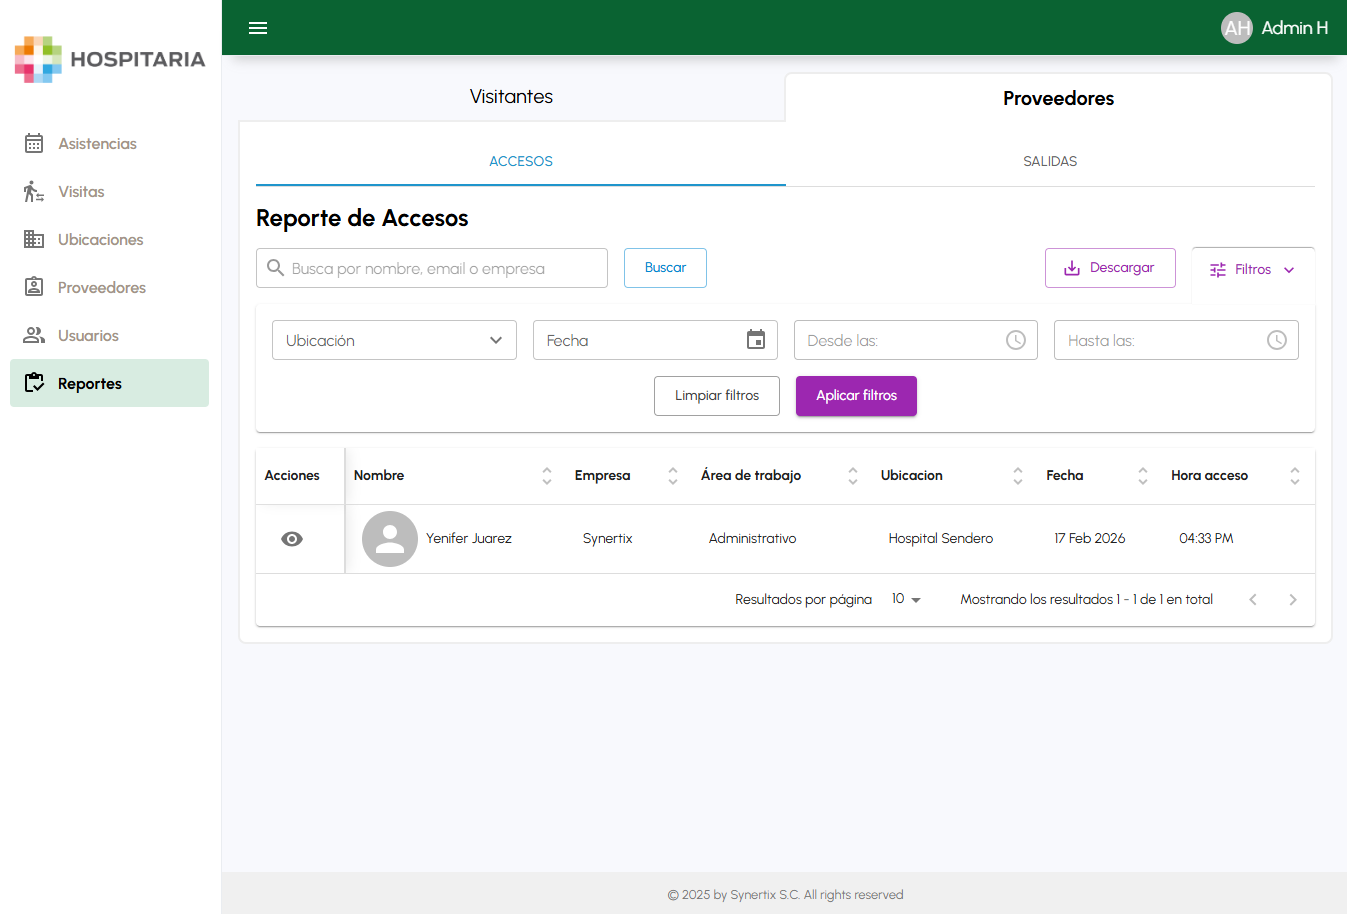 HOSPITARIA
Asistencias
Visitas
Ubicaciones
Proveedores
Usuarios
Reportes
AH Admin H
Visitantes
Proveedores
ACCESOS
SALIDAS
Reporte de Accesos
Busca por nombre, email o empresa
Buscar
Descargar
Filtros
Ubicación
Fecha
Desde las:
Hasta las:
Limpiar filtros
Aplicar filtros
Acciones Nombre Empresa Área de trabajo Ubicacion Fecha Hora acceso
Yenifer Juarez Synertix Administrativo Hospital Sendero 17 Feb 2026 04:33 PM
Resultados por página 10 Mostrando los resultados 1 - 1 de 1 en total
© 2025 by Synertix S.C. All rights reserved